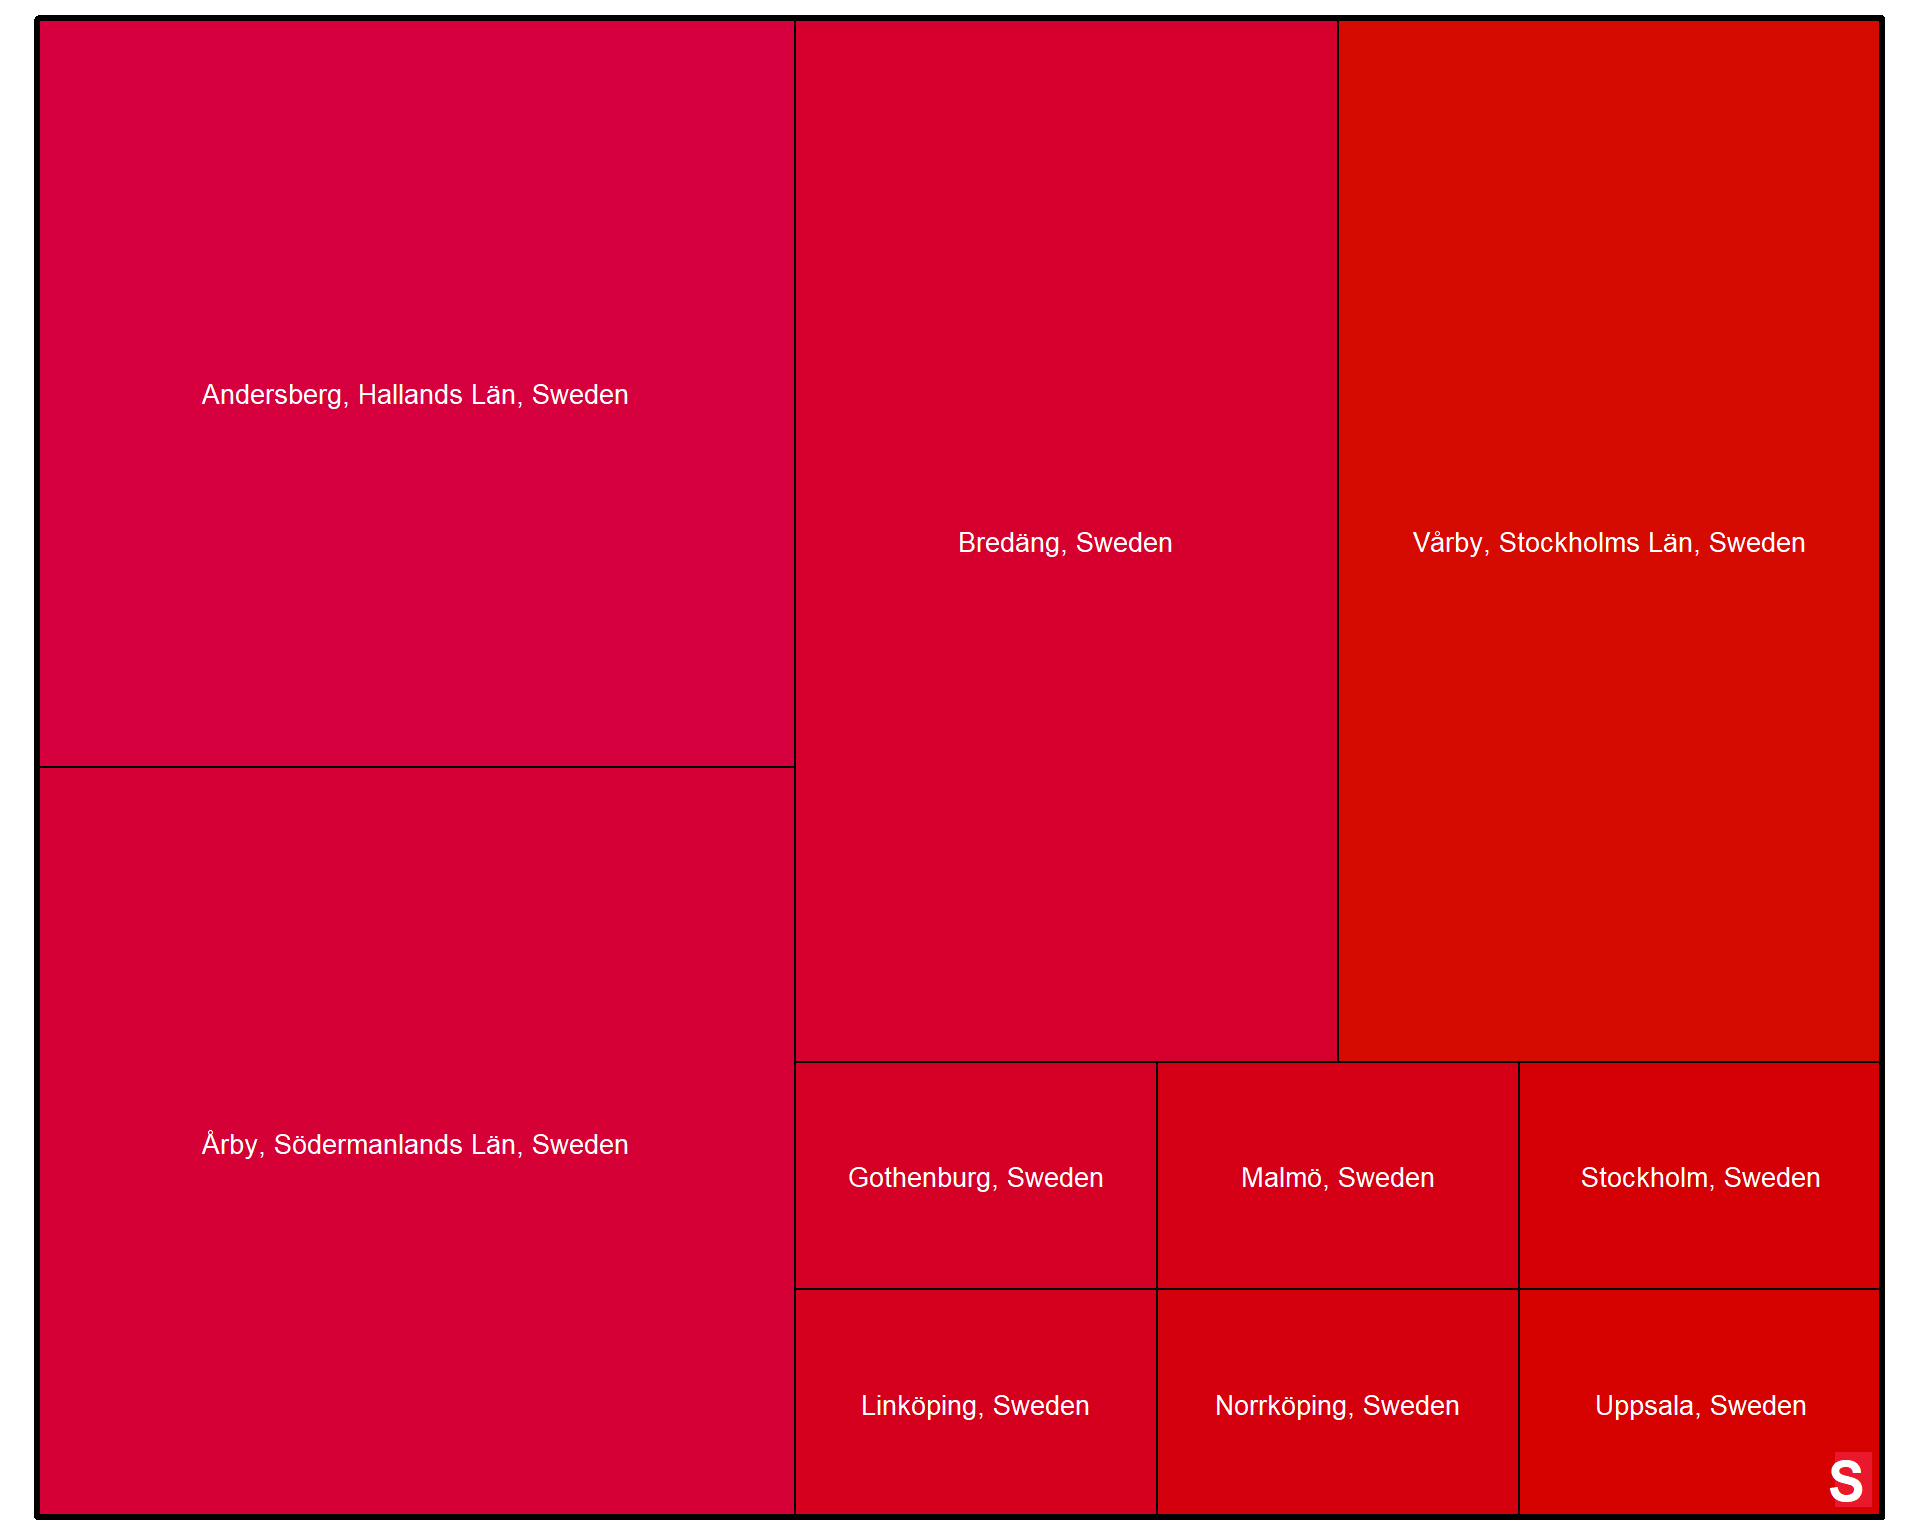 Andersberg, Hallands Län, Sweden
Bredäng, Sweden
Vårby, Stockholms Län, Sweden
Årby, Södermanlands Län, Sweden
Gothenburg, Sweden
Malmö, Sweden
Stockholm, Sweden
Linköping, Sweden
Norrköping, Sweden
Uppsala, Sweden
S